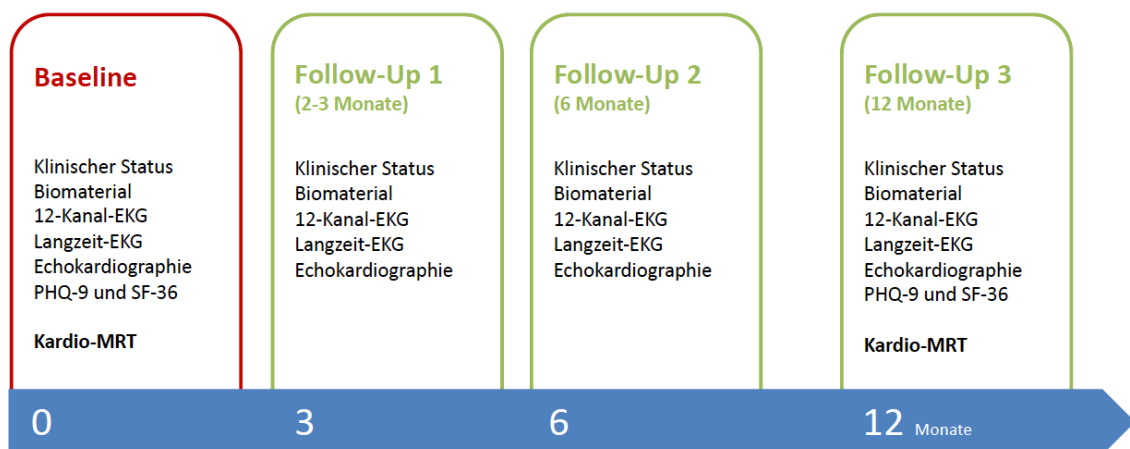 Baseline
Klinischer Status
Biomaterial
12-Kanal-EKG
Langzeit-EKG
Echokardiographie
PHQ-9 und SF-36
Kardio-MRT
Follow-Up 1
(2-3 Monate)
Klinischer Status
Biomaterial
12-Kanal-EKG
Langzeit-EKG
Echokardiographie
Follow-Up 2
(6 Monate)
Klinischer Status
Biomaterial
12-Kanal-EKG
Langzeit-EKG
Echokardiographie
Follow-Up 3
(12 Monate)
Klinischer Status
Biomaterial
12-Kanal-EKG
Langzeit-EKG
Echokardiographie
PHQ-9 und SF-36
Kardio-MRT
0 3 6 12 Monate